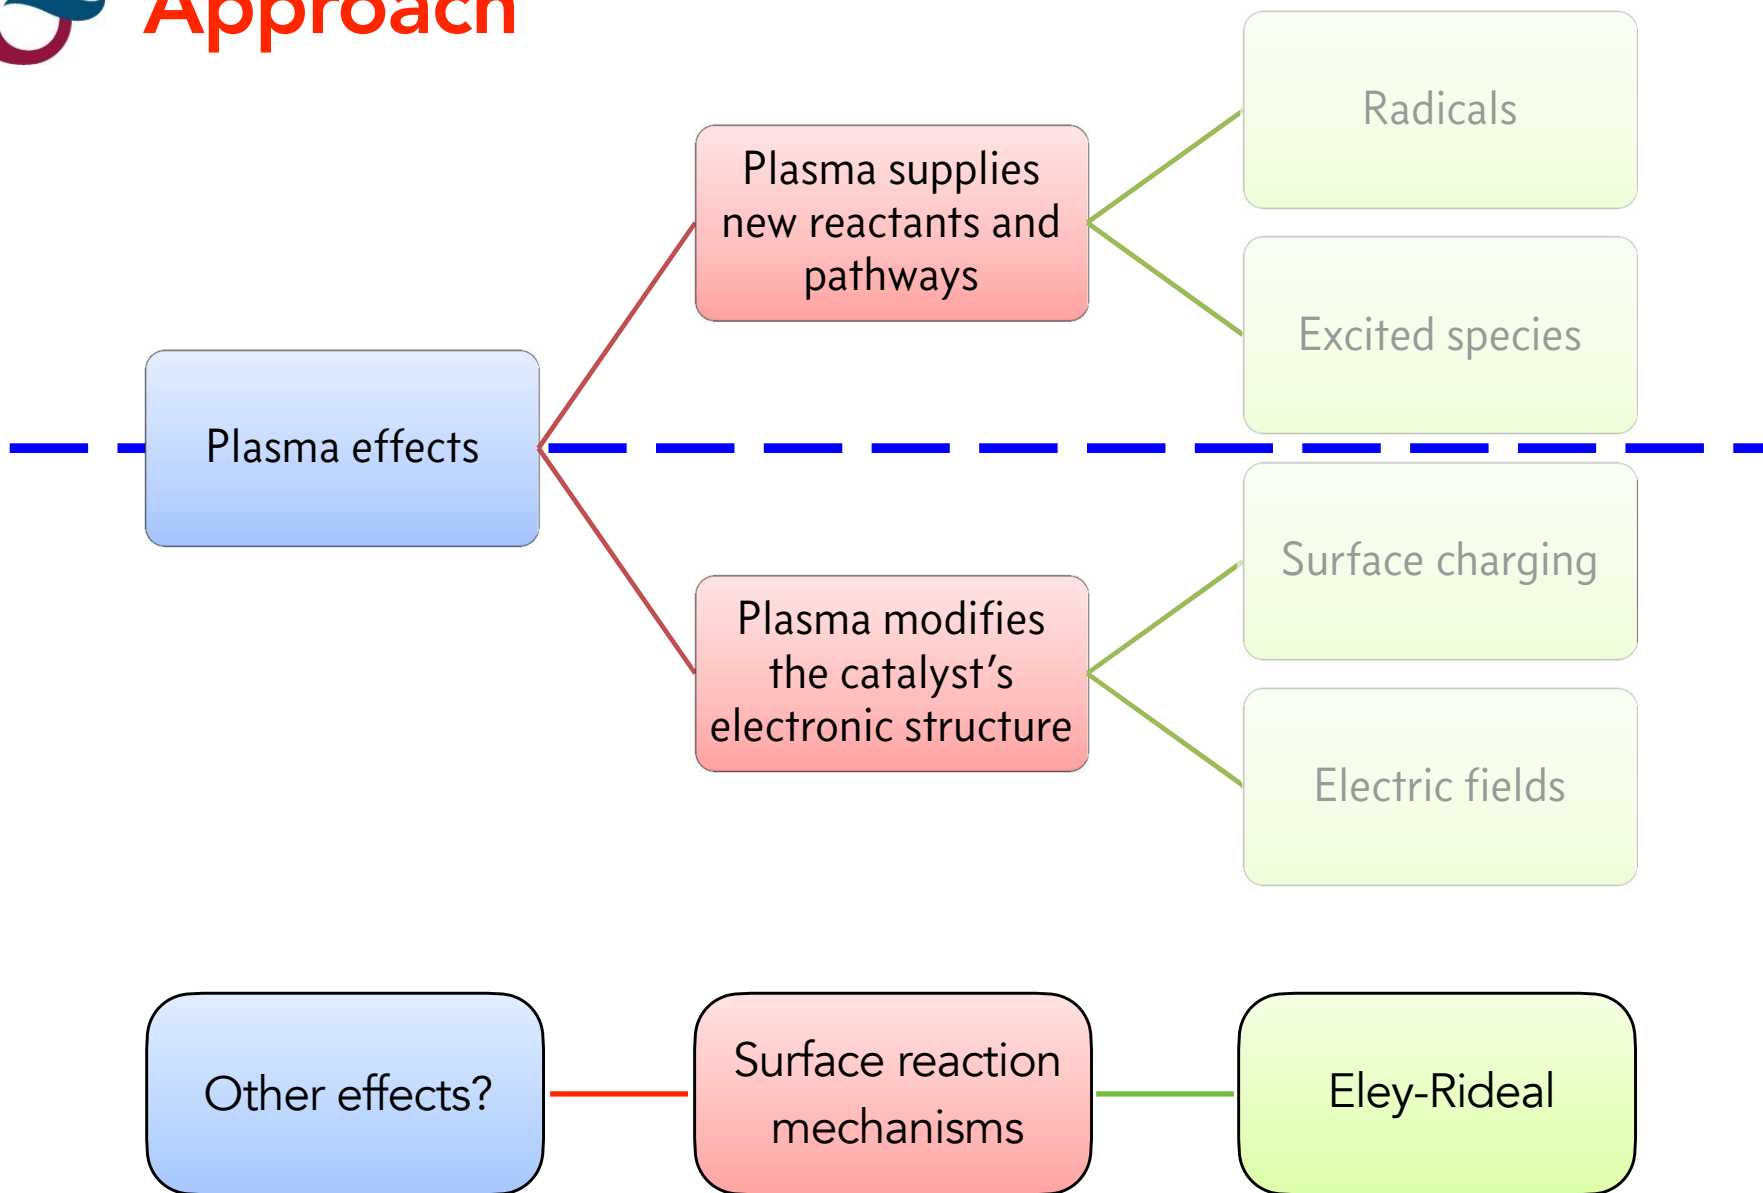 Approach
Radicals
Plasma supplies
new reactants and
pathways
Excited species
Plasma effects
Surface charging
Plasma modifies
the catalyst’s
electronic structure
Electric fields
Other effects?
Surface reaction
mechanisms
Eley-Rideal